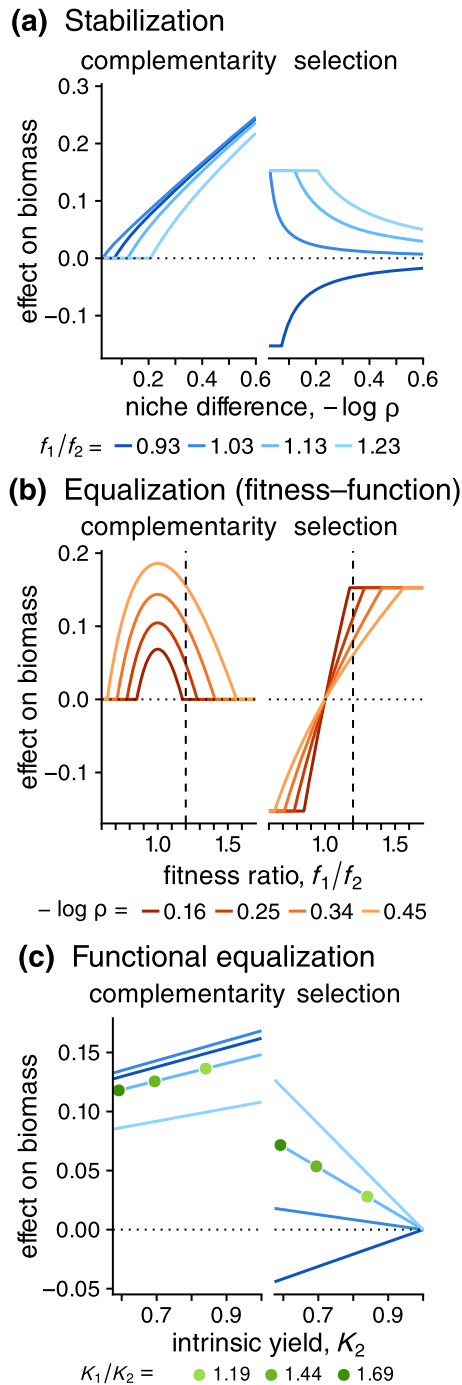 (a) Stabilization
complementarity selection
effect on biomass
0.3
0.2
0.1
0.0
−0.1
0.2 0.4 0.6 0.2 0.4 0.6
niche difference, − log ρ
f₁/f₂ = 0.93 1.03 1.13 1.23
(b) Equalization (fitness–function)
complementarity selection
effect on biomass
0.2
0.1
0.0
−0.1
1.0 1.5 1.0 1.5
fitness ratio, f₁/f₂
− log ρ = 0.16 0.25 0.34 0.45
(c) Functional equalization
complementarity selection
effect on biomass
0.15
0.10
0.05
0.00
−0.05
0.7 0.9 0.7 0.9
intrinsic yield, K₂
K₁/K₂ = 1.19 1.44 1.69